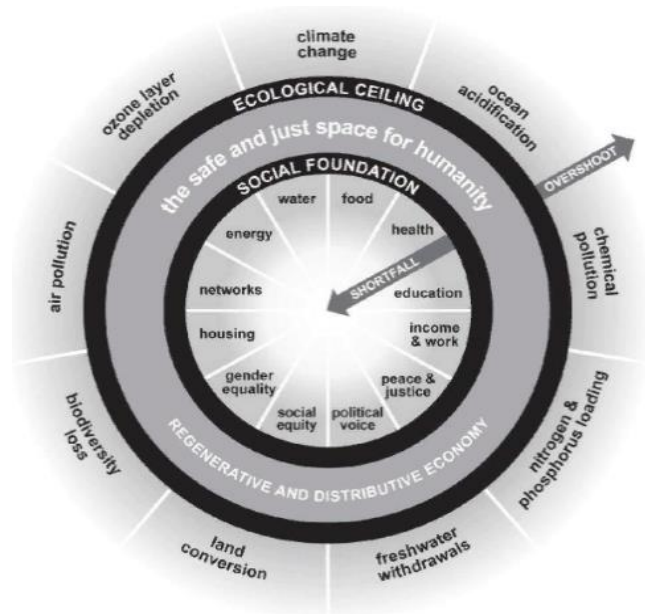 climate
change
ocean
acidification
chemical
pollution
nitrogen &
phosphorus loading
freshwater
withdrawals
land
conversion
biodiversity
loss
air pollution
ozone layer
depletion
ECOLOGICAL CEILING
the safe and just space for humanity
SOCIAL FOUNDATION
OVERSHOOT
SHORTFALL
water
food
health
education
income
& work
peace &
justice
political
voice
social
equity
gender
equality
housing
networks
energy
REGENERATIVE AND DISTRIBUTIVE ECONOMY